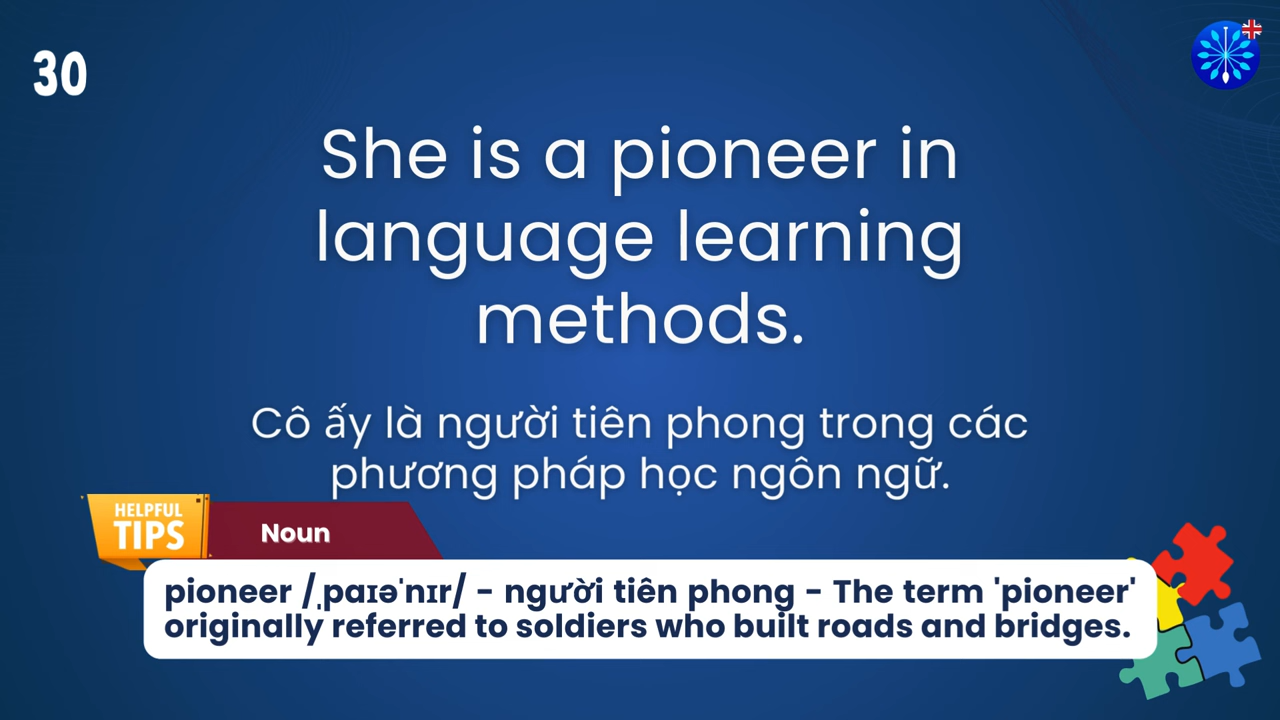 30
She is a pioneer in
language learning
methods.
Cô ấy là người tiên phong trong các
phương pháp học ngôn ngữ.
HELPFUL
TIPS
Noun
pioneer /ˌpaɪəˈnɪr/ - người tiên phong - The term 'pioneer'
originally referred to soldiers who built roads and bridges.